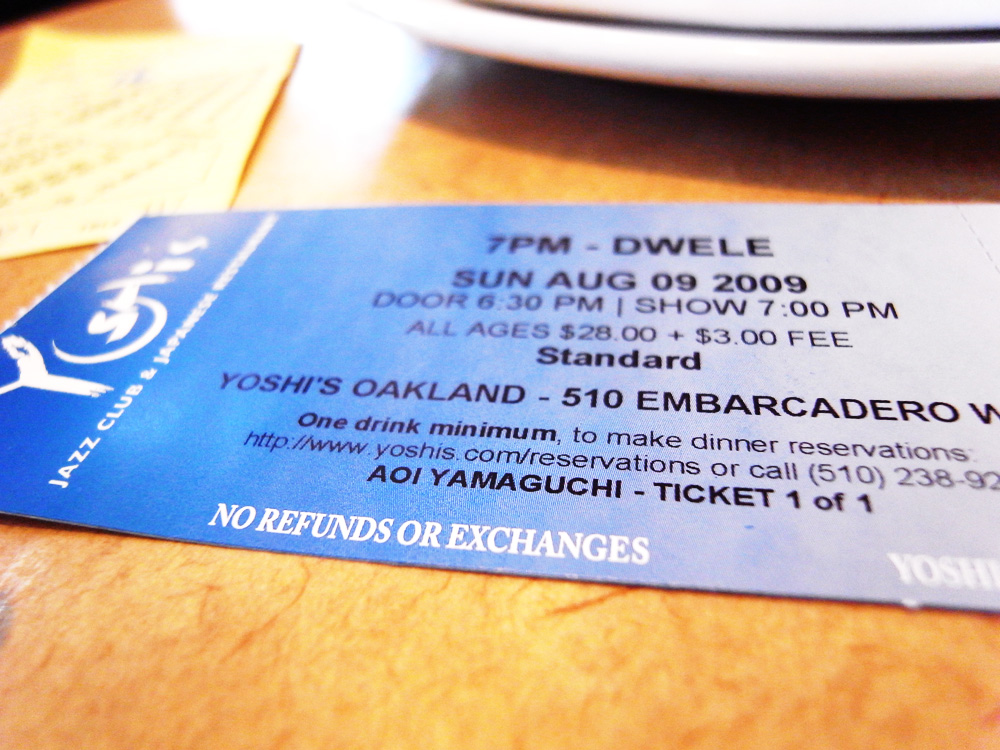 Yoshi's
JAZZ CLUB & JAPANESE RESTAURANT
7PM - DWELE
SUN AUG 09 2009
DOOR 6:30 PM | SHOW 7:00 PM
ALL AGES $28.00 + $3.00 FEE
Standard
YOSHI'S OAKLAND - 510 EMBARCADERO W
One drink minimum, to make dinner reservations:
http://www.yoshis.com/reservations or call (510) 238-92
AOI YAMAGUCHI - TICKET 1 of 1
NO REFUNDS OR EXCHANGES
YOSHI